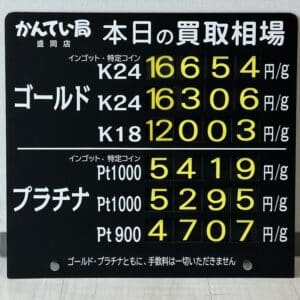 かんてい局 盛岡店 本日の買取相場
インゴット・特定コイン
K24 16654 円/g
ゴールド K24 16306 円/g
K18 12003 円/g
インゴット・特定コイン
Pt1000 5419 円/g
プラチナ Pt1000 5295 円/g
Pt900 4707 円/g
ゴールド・プラチナともに、手数料は一切いただきません